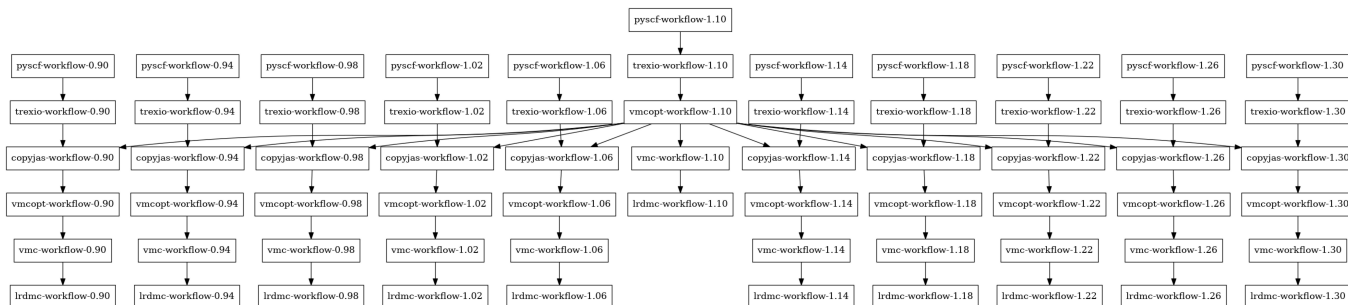 pyscf-workflow-1.10
pyscf-workflow-0.90 pyscf-workflow-0.94 pyscf-workflow-0.98 pyscf-workflow-1.02 pyscf-workflow-1.06 trexio-workflow-1.10 pyscf-workflow-1.14 pyscf-workflow-1.18 pyscf-workflow-1.22 pyscf-workflow-1.26 pyscf-workflow-1.30
trexio-workflow-0.90 trexio-workflow-0.94 trexio-workflow-0.98 trexio-workflow-1.02 trexio-workflow-1.06 vmcopt-workflow-1.10 trexio-workflow-1.14 trexio-workflow-1.18 trexio-workflow-1.22 trexio-workflow-1.26 trexio-workflow-1.30
copyjas-workflow-0.90 copyjas-workflow-0.94 copyjas-workflow-0.98 copyjas-workflow-1.02 copyjas-workflow-1.06 vmc-workflow-1.10 copyjas-workflow-1.14 copyjas-workflow-1.18 copyjas-workflow-1.22 copyjas-workflow-1.26 copyjas-workflow-1.30
vmcopt-workflow-0.90 vmcopt-workflow-0.94 vmcopt-workflow-0.98 vmcopt-workflow-1.02 vmcopt-workflow-1.06 lrdmc-workflow-1.10 vmcopt-workflow-1.14 vmcopt-workflow-1.18 vmcopt-workflow-1.22 vmcopt-workflow-1.26 vmcopt-workflow-1.30
vmc-workflow-0.90 vmc-workflow-0.94 vmc-workflow-0.98 vmc-workflow-1.02 vmc-workflow-1.06 vmc-workflow-1.14 vmc-workflow-1.18 vmc-workflow-1.22 vmc-workflow-1.26 vmc-workflow-1.30
lrdmc-workflow-0.90 lrdmc-workflow-0.94 lrdmc-workflow-0.98 lrdmc-workflow-1.02 lrdmc-workflow-1.06 lrdmc-workflow-1.14 lrdmc-workflow-1.18 lrdmc-workflow-1.22 lrdmc-workflow-1.26 lrdmc-workflow-1.30